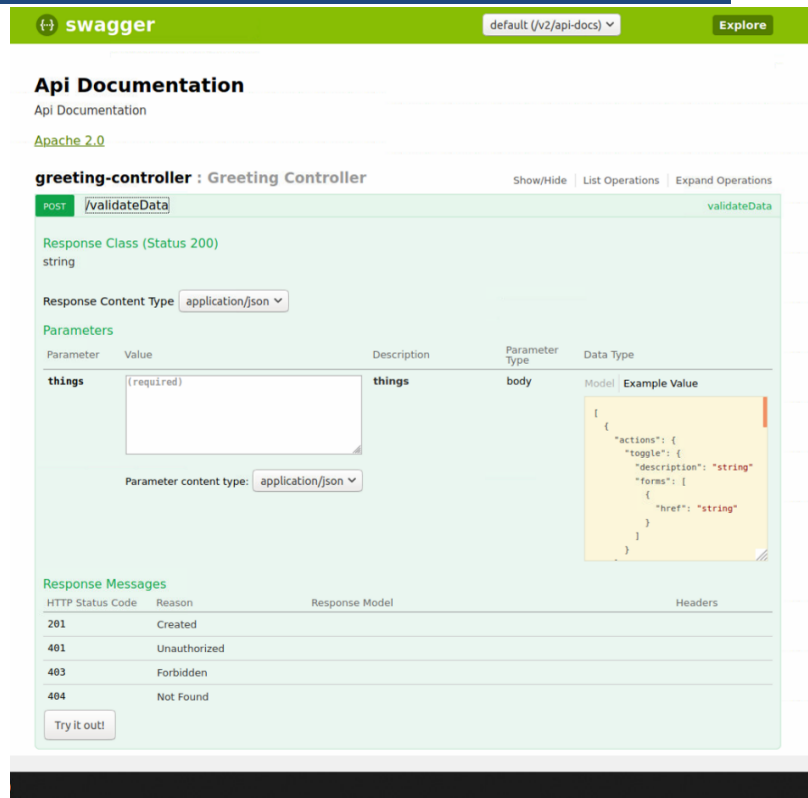 swagger
default (/v2/api-docs)
Explore
Api Documentation
Api Documentation
Apache 2.0
greeting-controller : Greeting Controller
Show/Hide
List Operations
Expand Operations
POST
/validateData
validateData
Response Class (Status 200)
string
Response Content Type
application/json
Parameters
Parameter
Value
Description
Parameter
Type
Data Type
things
(required)
things
body
Model
Example Value
[
{
"actions": {
"toggle": {
"description": "string"
"forms": [
{
"href": "string"
}
]
}
Parameter content type:
application/json
Response Messages
HTTP Status Code
Reason
Response Model
Headers
201
Created
401
Unauthorized
403
Forbidden
404
Not Found
Try it out!